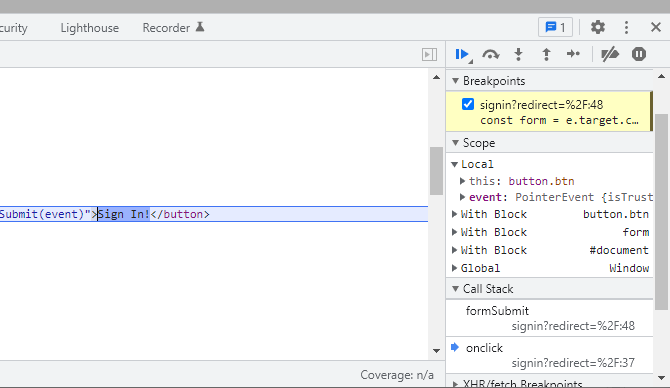 curity Lighthouse Recorder 1
Breakpoints
signin?redirect=%2F:48
const form = e.target.c…
Scope
Local
this: button.btn
event: PointerEvent {isTrust
Submit(event)">Sign In!</button>
With Block button.btn
With Block form
With Block #document
Global Window
Call Stack
formSubmit
signin?redirect=%2F:48
onclick
signin?redirect=%2F:37
Coverage: n/a
XHR/fetch Breakpoints